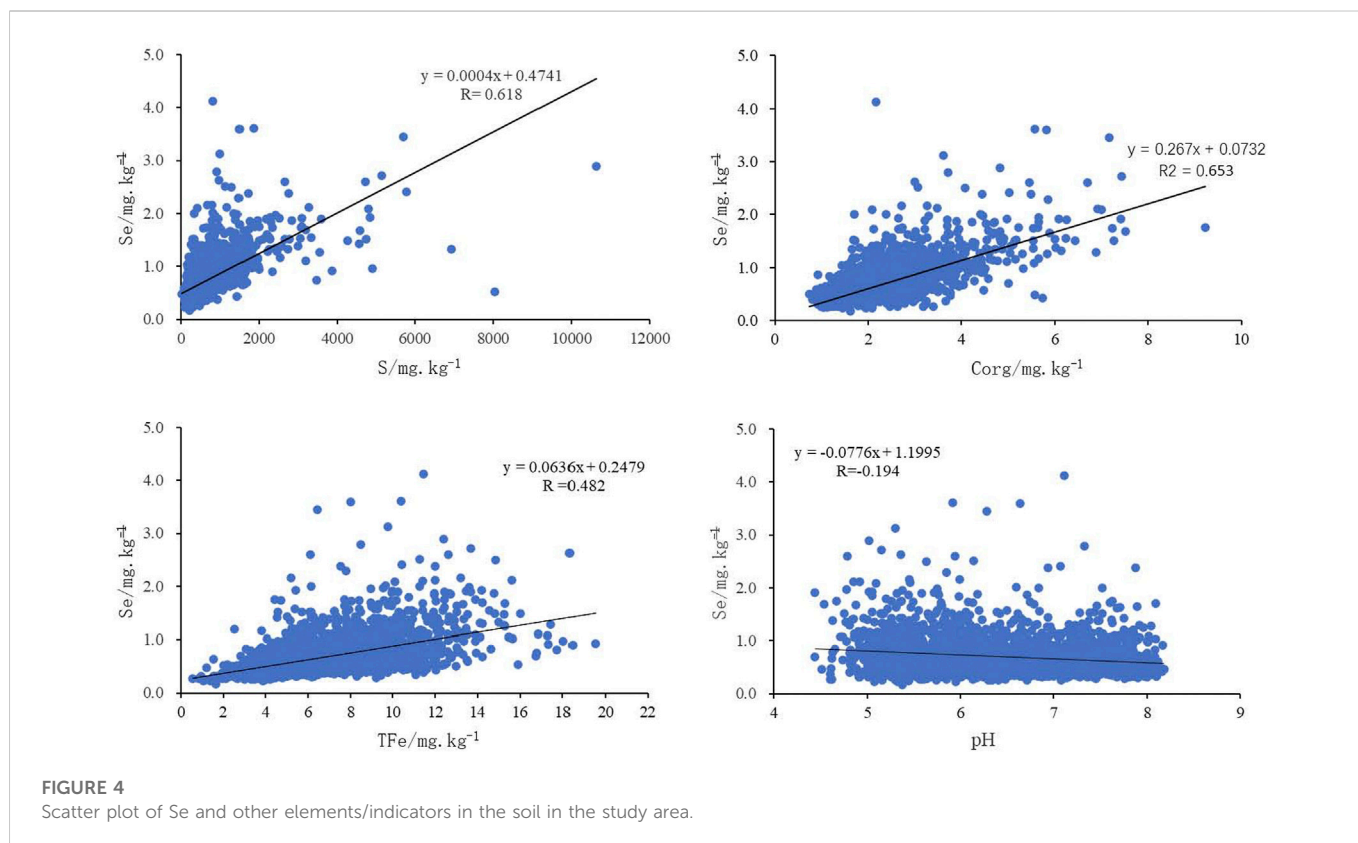 5.0
4.0
3.0
2.0
1.0
0.0
Se/mg.kg⁻¹
y = 0.0004x + 0.4741
R= 0.618
0 2000 4000 6000 8000 10000 12000
S/mg.kg⁻¹
5.0
4.0
3.0
2.0
1.0
0.0
Se/mg.kg⁻¹
y = 0.267x + 0.0732
R2 = 0.653
0 2 4 6 8 10
Corg/mg.kg⁻¹
5.0
4.0
3.0
2.0
1.0
0.0
Se/mg.kg⁻¹
y = 0.0636x + 0.2479
R =0.482
0 2 4 6 8 10 12 14 16 18 20 22
TFe/mg.kg⁻¹
5.0
4.0
3.0
2.0
1.0
0.0
Se/mg.kg⁻¹
y = -0.0776x + 1.1995
R=-0.194
4 5 6 7 8 9
pH
FIGURE 4
Scatter plot of Se and other elements/indicators in the soil in the study area.